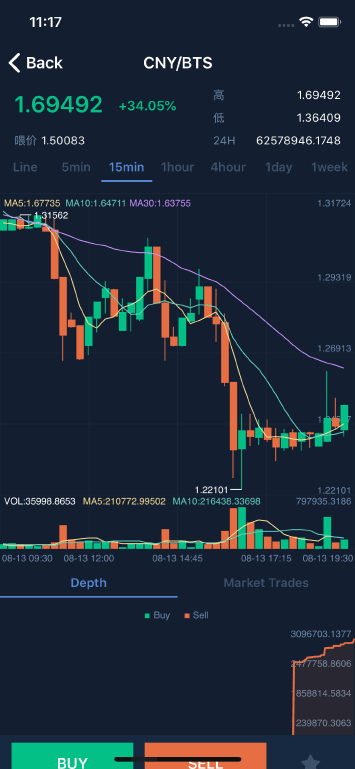 11:17
Back
CNY/BTS
1.69492 +34.05%
高 1.69492
低 1.36409
喂价 1.50083
24H 62578946.1748
Line 5min 15min 1hour 4hour 1day 1week
MA5:1.67735 MA10:1.64711 MA30:1.63755
1.31724
1.31562
1.29319
1.26913
1.22101
1.22101
VOL:35998.8653 MA5:210772.99502 MA10:216438.33698
797935.3186
08-13 09:30 08-13 12:00 08-13 14:45 08-13 17:15 08-13 19:30
Depth Market Trades
Buy Sell
3096703.1377
2477758.8606
1858814.5834
1239870.3063
BUY SELL